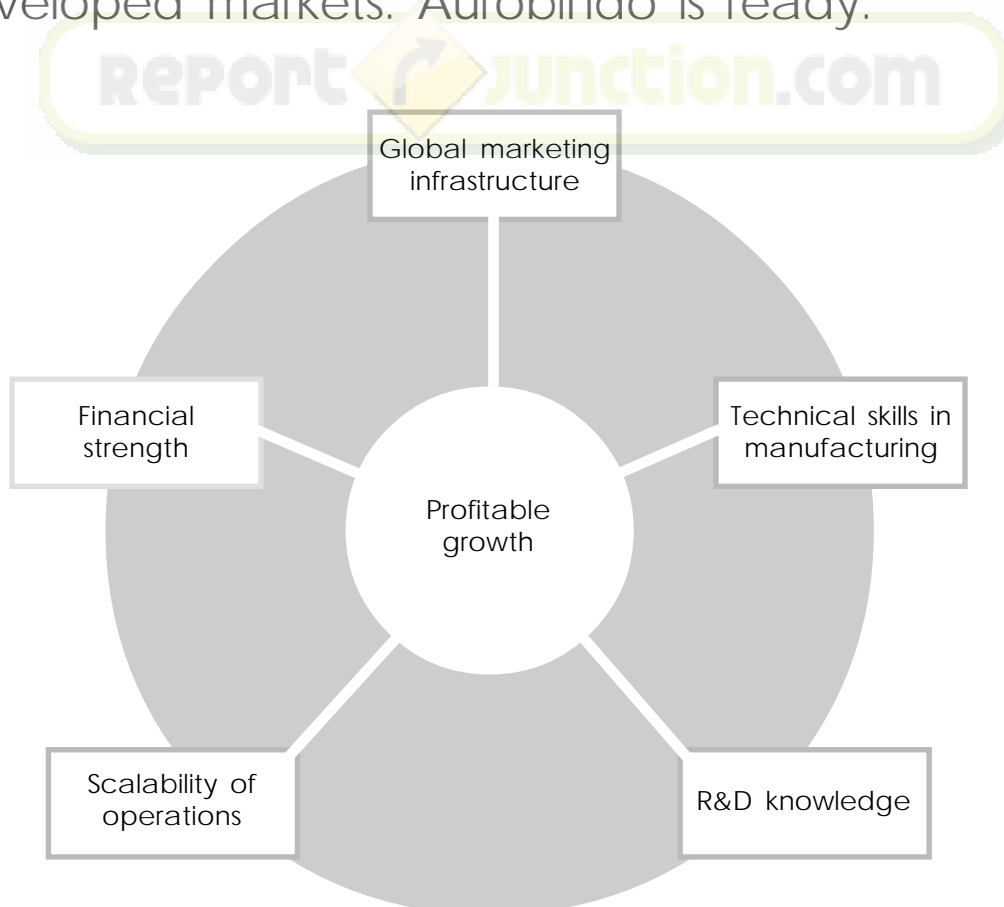 markets. Aurobindo is ready.
Report Junction.com
Global marketing
infrastructure
Financial
strength
Technical skills in
manufacturing
Profitable
growth
Scalability of
operations
R&D knowledge